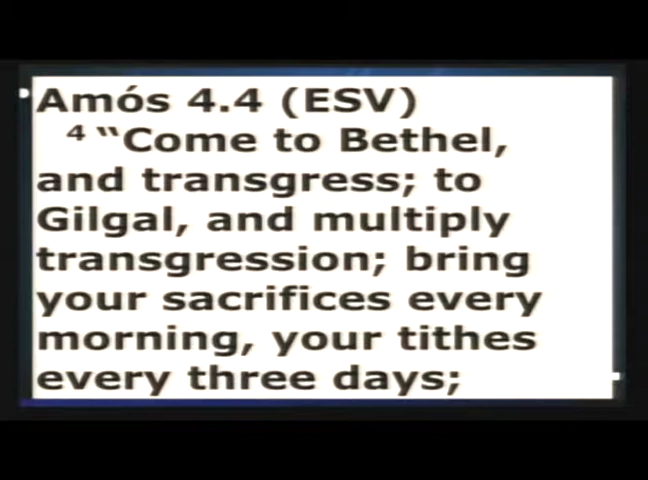 Amós 4.4 (ESV)
4 “Come to Bethel,
and transgress; to
Gilgal, and multiply
transgression; bring
your sacrifices every
morning, your tithes
every three days;